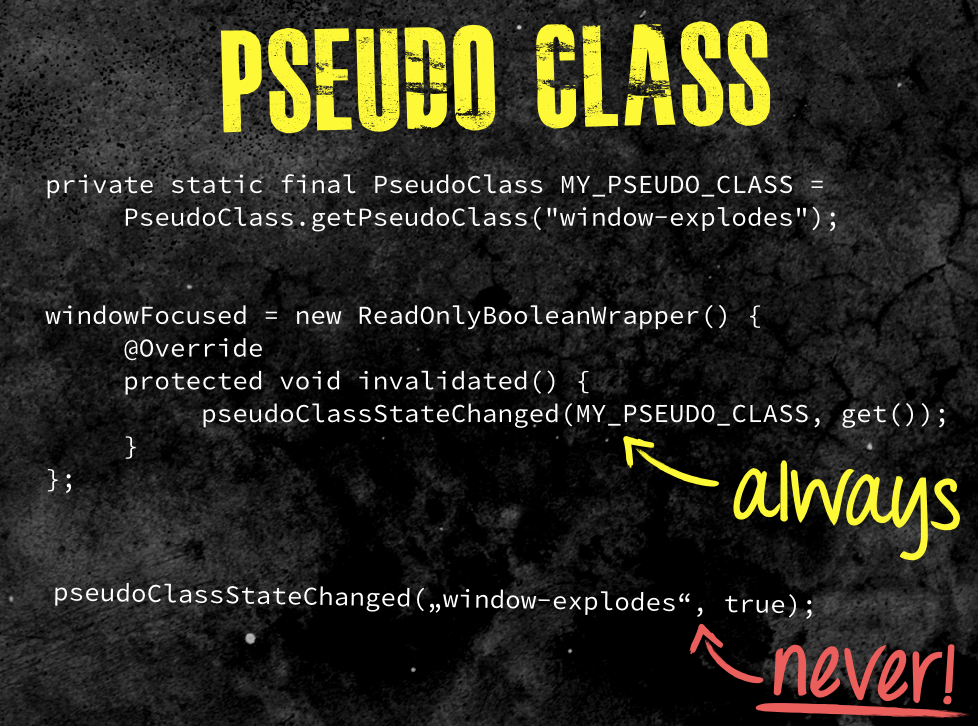 PSEUDO CLASS
private static final PseudoClass MY_PSEUDO_CLASS =
PseudoClass.getPseudoClass("window-explodes");
windowFocused = new ReadOnlyBooleanWrapper() {
@Override
protected void invalidated() {
pseudoClassStateChanged(MY_PSEUDO_CLASS, get());
}
};
always
pseudoClassStateChanged(„window-explodes“, true);
never!